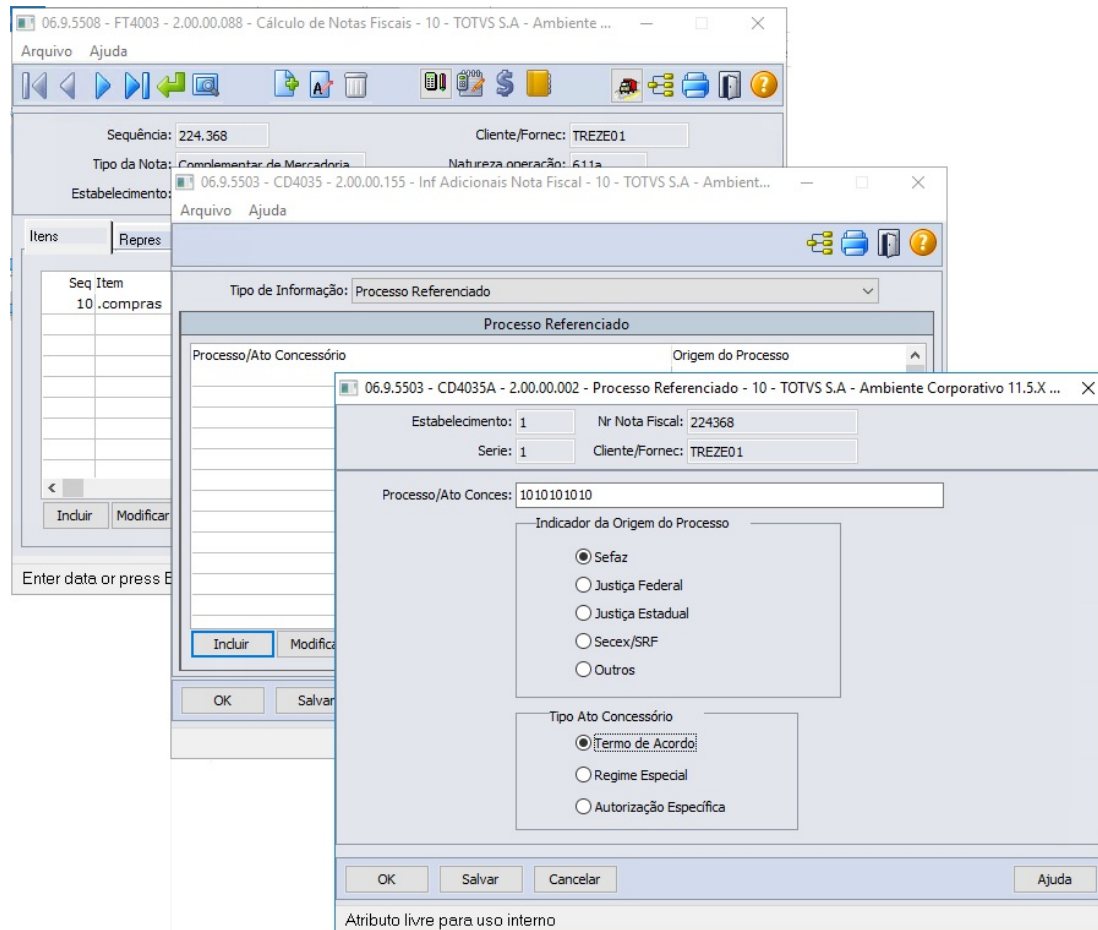 06.9.5508 - FT4003 - 2.00.00.088 - Cálculo de Notas Fiscais - 10 - TOTVS S.A - Ambiente ...
Arquivo Ajuda
Sequência: 224.368 Cliente/Fornec: TREZE01
Tipo da Nota: Complementar de Mercadoria Natureza operação: 611a
Estabelecimento:
Itens Repres
Seq Item
10 .compras
Incluir Modificar
Enter data or press E
06.9.5503 - CD4035 - 2.00.00.155 - Inf Adicionais Nota Fiscal - 10 - TOTVS S.A - Ambient...
Arquivo Ajuda
Tipo de Informação: Processo Referenciado
Processo Referenciado
Processo/Ato Concessório Origem do Processo
Incluir Modifica
OK Salvar
06.9.5503 - CD4035A - 2.00.00.002 - Processo Referenciado - 10 - TOTVS S.A - Ambiente Corporativo 11.5.X ...
Estabelecimento: 1 Nr Nota Fiscal: 224368
Serie: 1 Cliente/Fornec: TREZE01
Processo/Ato Conces: 1010101010
Indicador da Origem do Processo
Sefaz
Justiça Federal
Justiça Estadual
Secex/SRF
Outros
Tipo Ato Concessório
Termo de Acordo
Regime Especial
Autorização Específica
OK Salvar Cancelar Ajuda
Atributo livre para uso interno